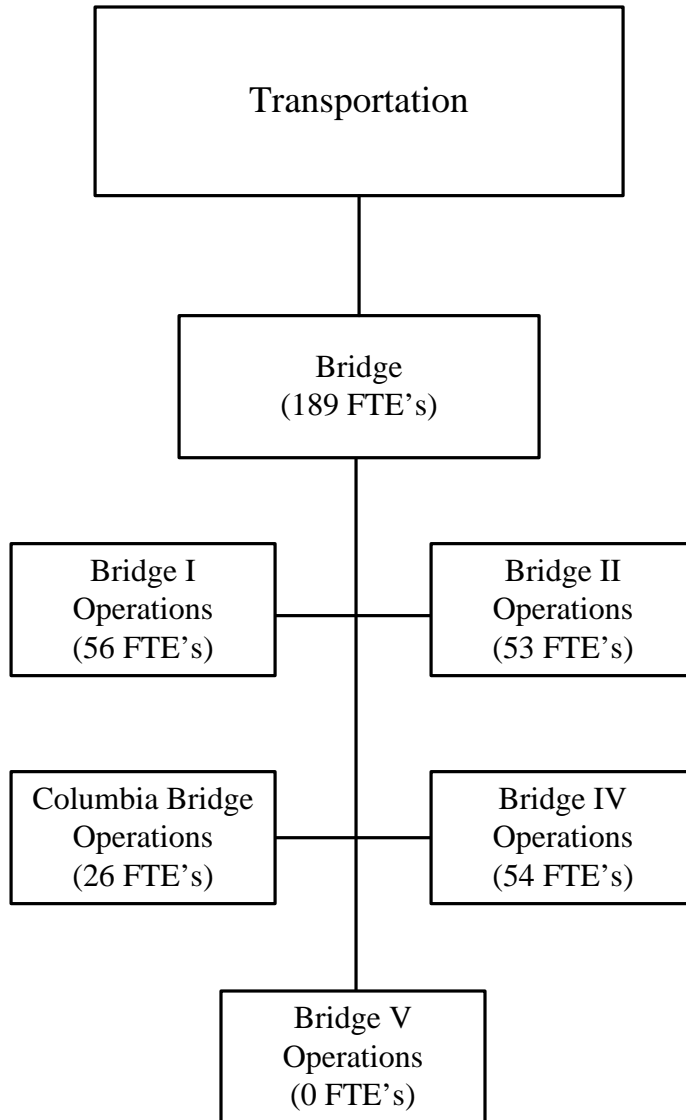 Transportation
Bridge
(189 FTE’s)
Bridge I
Operations
(56 FTE’s)
Bridge II
Operations
(53 FTE’s)
Columbia Bridge
Operations
(26 FTE’s)
Bridge IV
Operations
(54 FTE’s)
Bridge V
Operations
(0 FTE’s)